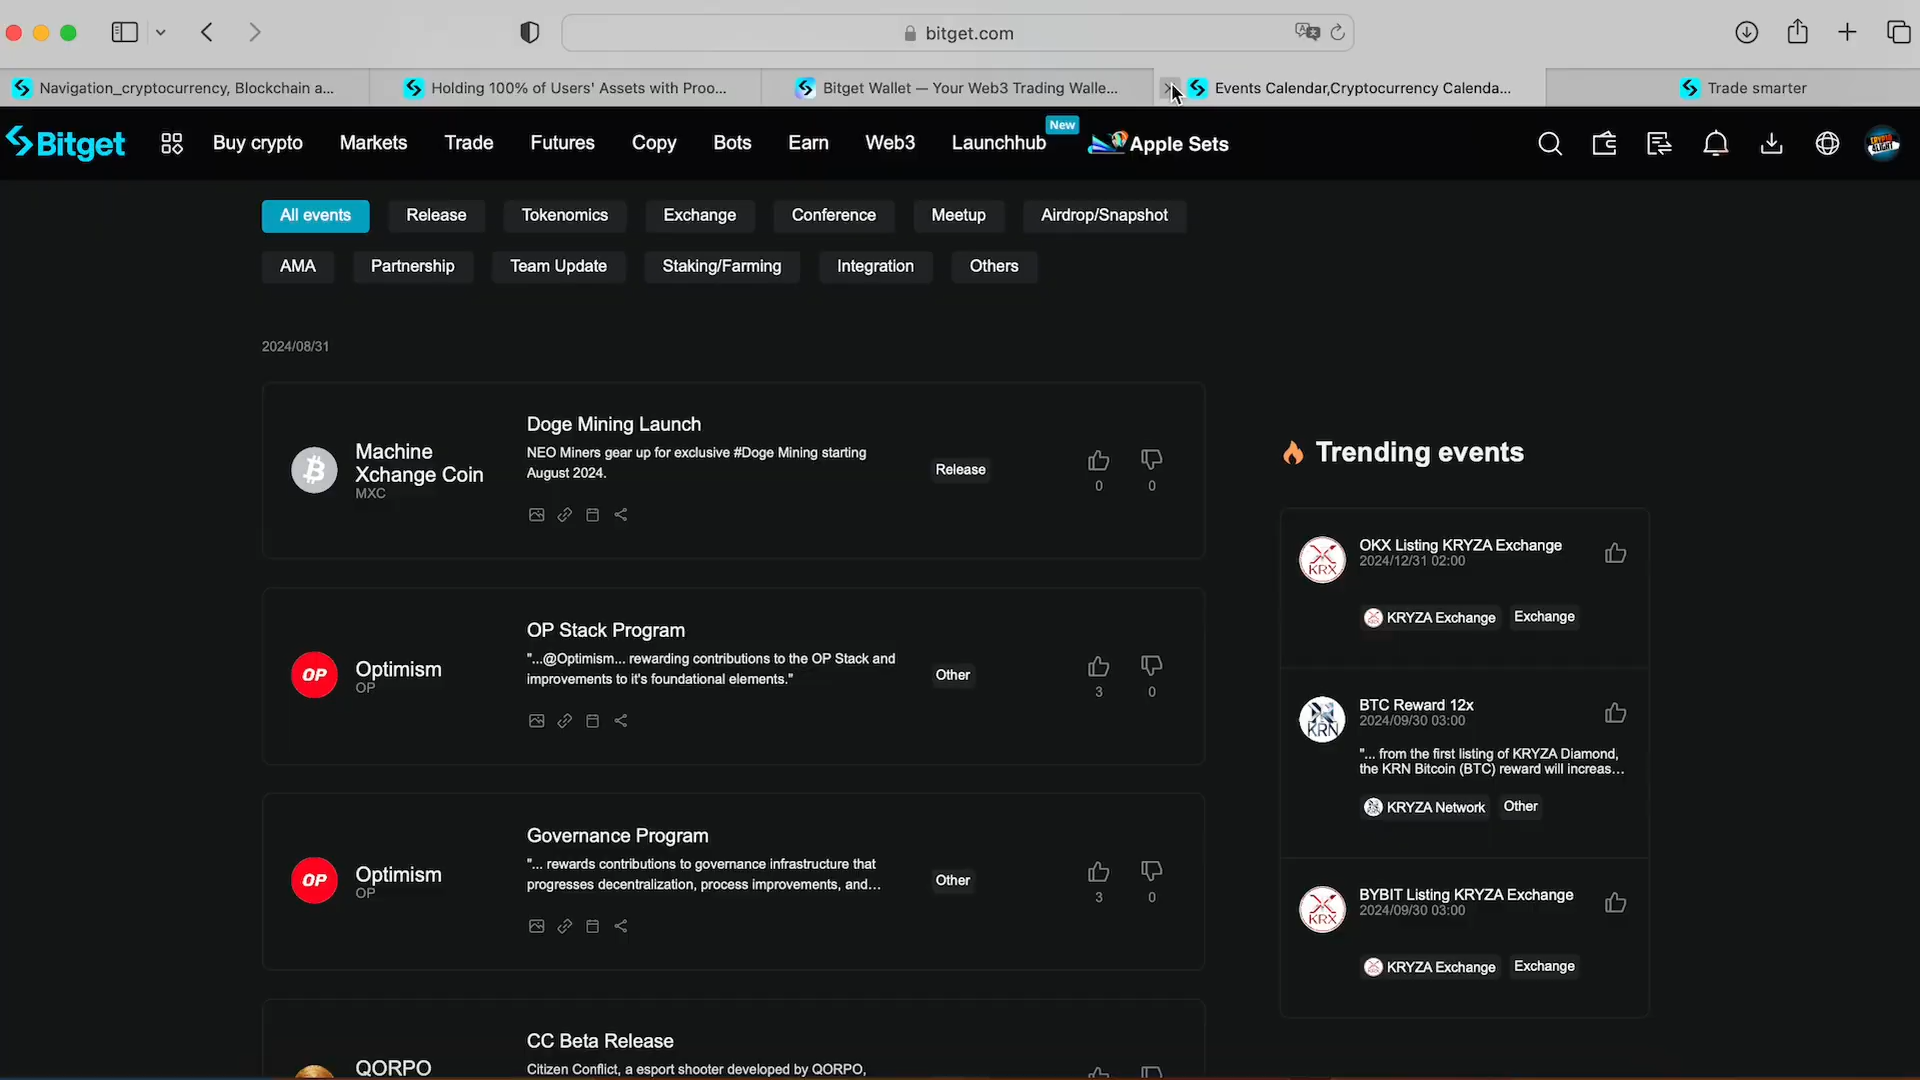 bitget.com
Navigation_cryptocurrency, Blockchain a...
Holding 100% of Users' Assets with Proo...
Bitget Wallet — Your Web3 Trading Walle...
Events Calendar,Cryptocurrency Calenda...
Trade smarter
Bitget
Buy crypto
Markets
Trade
Futures
Copy
Bots
Earn
Web3
Launchhub
New
Apple Sets
All events
Release
Tokenomics
Exchange
Conference
Meetup
Airdrop/Snapshot
AMA
Partnership
Team Update
Staking/Farming
Integration
Others
2024/08/31
Machine
Xchange Coin
MXC
Doge Mining Launch
NEO Miners gear up for exclusive #Doge Mining starting
August 2024.
Release
0
0
OP
Optimism
OP
OP Stack Program
"...@Optimism... rewarding contributions to the OP Stack and
improvements to it's foundational elements."
Other
3
0
OP
Optimism
OP
Governance Program
"... rewards contributions to governance infrastructure that
progresses decentralization, process improvements, and...
Other
3
0
QORPO
CC Beta Release
Citizen Conflict, a esport shooter developed by QORPO,
Trending events
KRX
OKX Listing KRYZA Exchange
2024/12/31 02:00
KRYZA Exchange
Exchange
KRN
BTC Reward 12x
2024/09/30 03:00
"... from the first listing of KRYZA Diamond,
the KRN Bitcoin (BTC) reward will increas...
KRYZA Network
Other
KRX
BYBIT Listing KRYZA Exchange
2024/09/30 03:00
KRYZA Exchange
Exchange